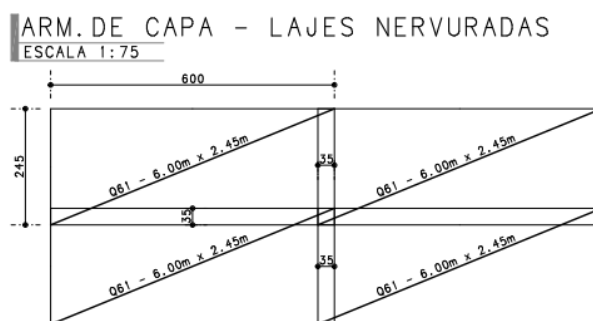 ARM. DE CAPA - LAJES NERVURADAS
ESCALA 1:75
600
245
Q61 - 6.00m x 2.45m
35
Q61 - 6.00m x 2.45m
35
Q61 - 6.00m x 2.45m
35
Q61 - 6.00m x 2.45m